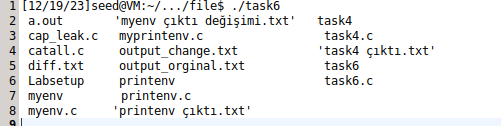 1 [12/19/23]seed@VM:~/.../file$ ./task6
2 a.out 'myenv çıktı değişimi.txt' task4
3 cap_leak.c myprintenv.c task4.c
4 catall.c output_change.txt 'task4 çıktı.txt'
5 diff.txt output_orginal.txt task6
6 Labsetup printenv task6.c
7 myenv printenv.c
8 myenv.c 'printenv çıktı.txt'
9